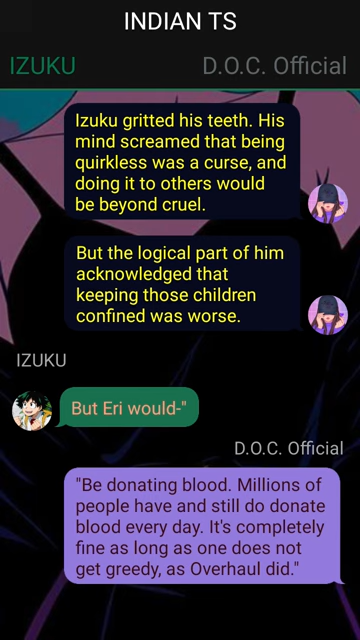 INDIAN TS
IZUKU D.O.C. Official
Izuku gritted his teeth. His
mind screamed that being
quirkless was a curse, and
doing it to others would
be beyond cruel.
But the logical part of him
acknowledged that
keeping those children
confined was worse.
IZUKU
But Eri would-"
D.O.C. Official
"Be donating blood. Millions of
people have and still do donate
blood every day. It's completely
fine as long as one does not
get greedy, as Overhaul did."